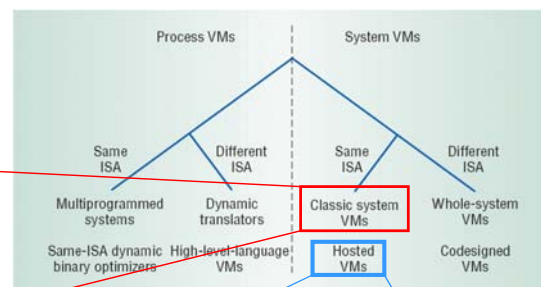 Process VMs
System VMs
Same
ISA
Different
ISA
Same
ISA
Different
ISA
Multiprogrammed
systems
Dynamic
translators
Classic system
VMs
Whole-system
VMs
Same-ISA dynamic
binary optimizers
High-level-language
VMs
Hosted
VMs
Codesigned
VMs